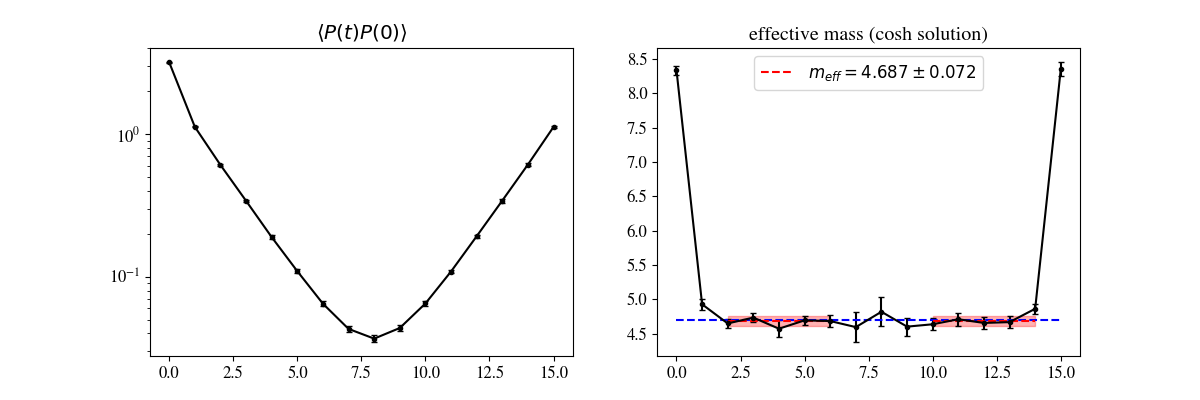 ⟨P(t)P(0)⟩
10⁰
10⁻¹
0.0 2.5 5.0 7.5 10.0 12.5 15.0
effective mass (cosh solution)
m_eff = 4.687 ± 0.072
8.5
8.0
7.5
7.0
6.5
6.0
5.5
5.0
4.5
0.0 2.5 5.0 7.5 10.0 12.5 15.0